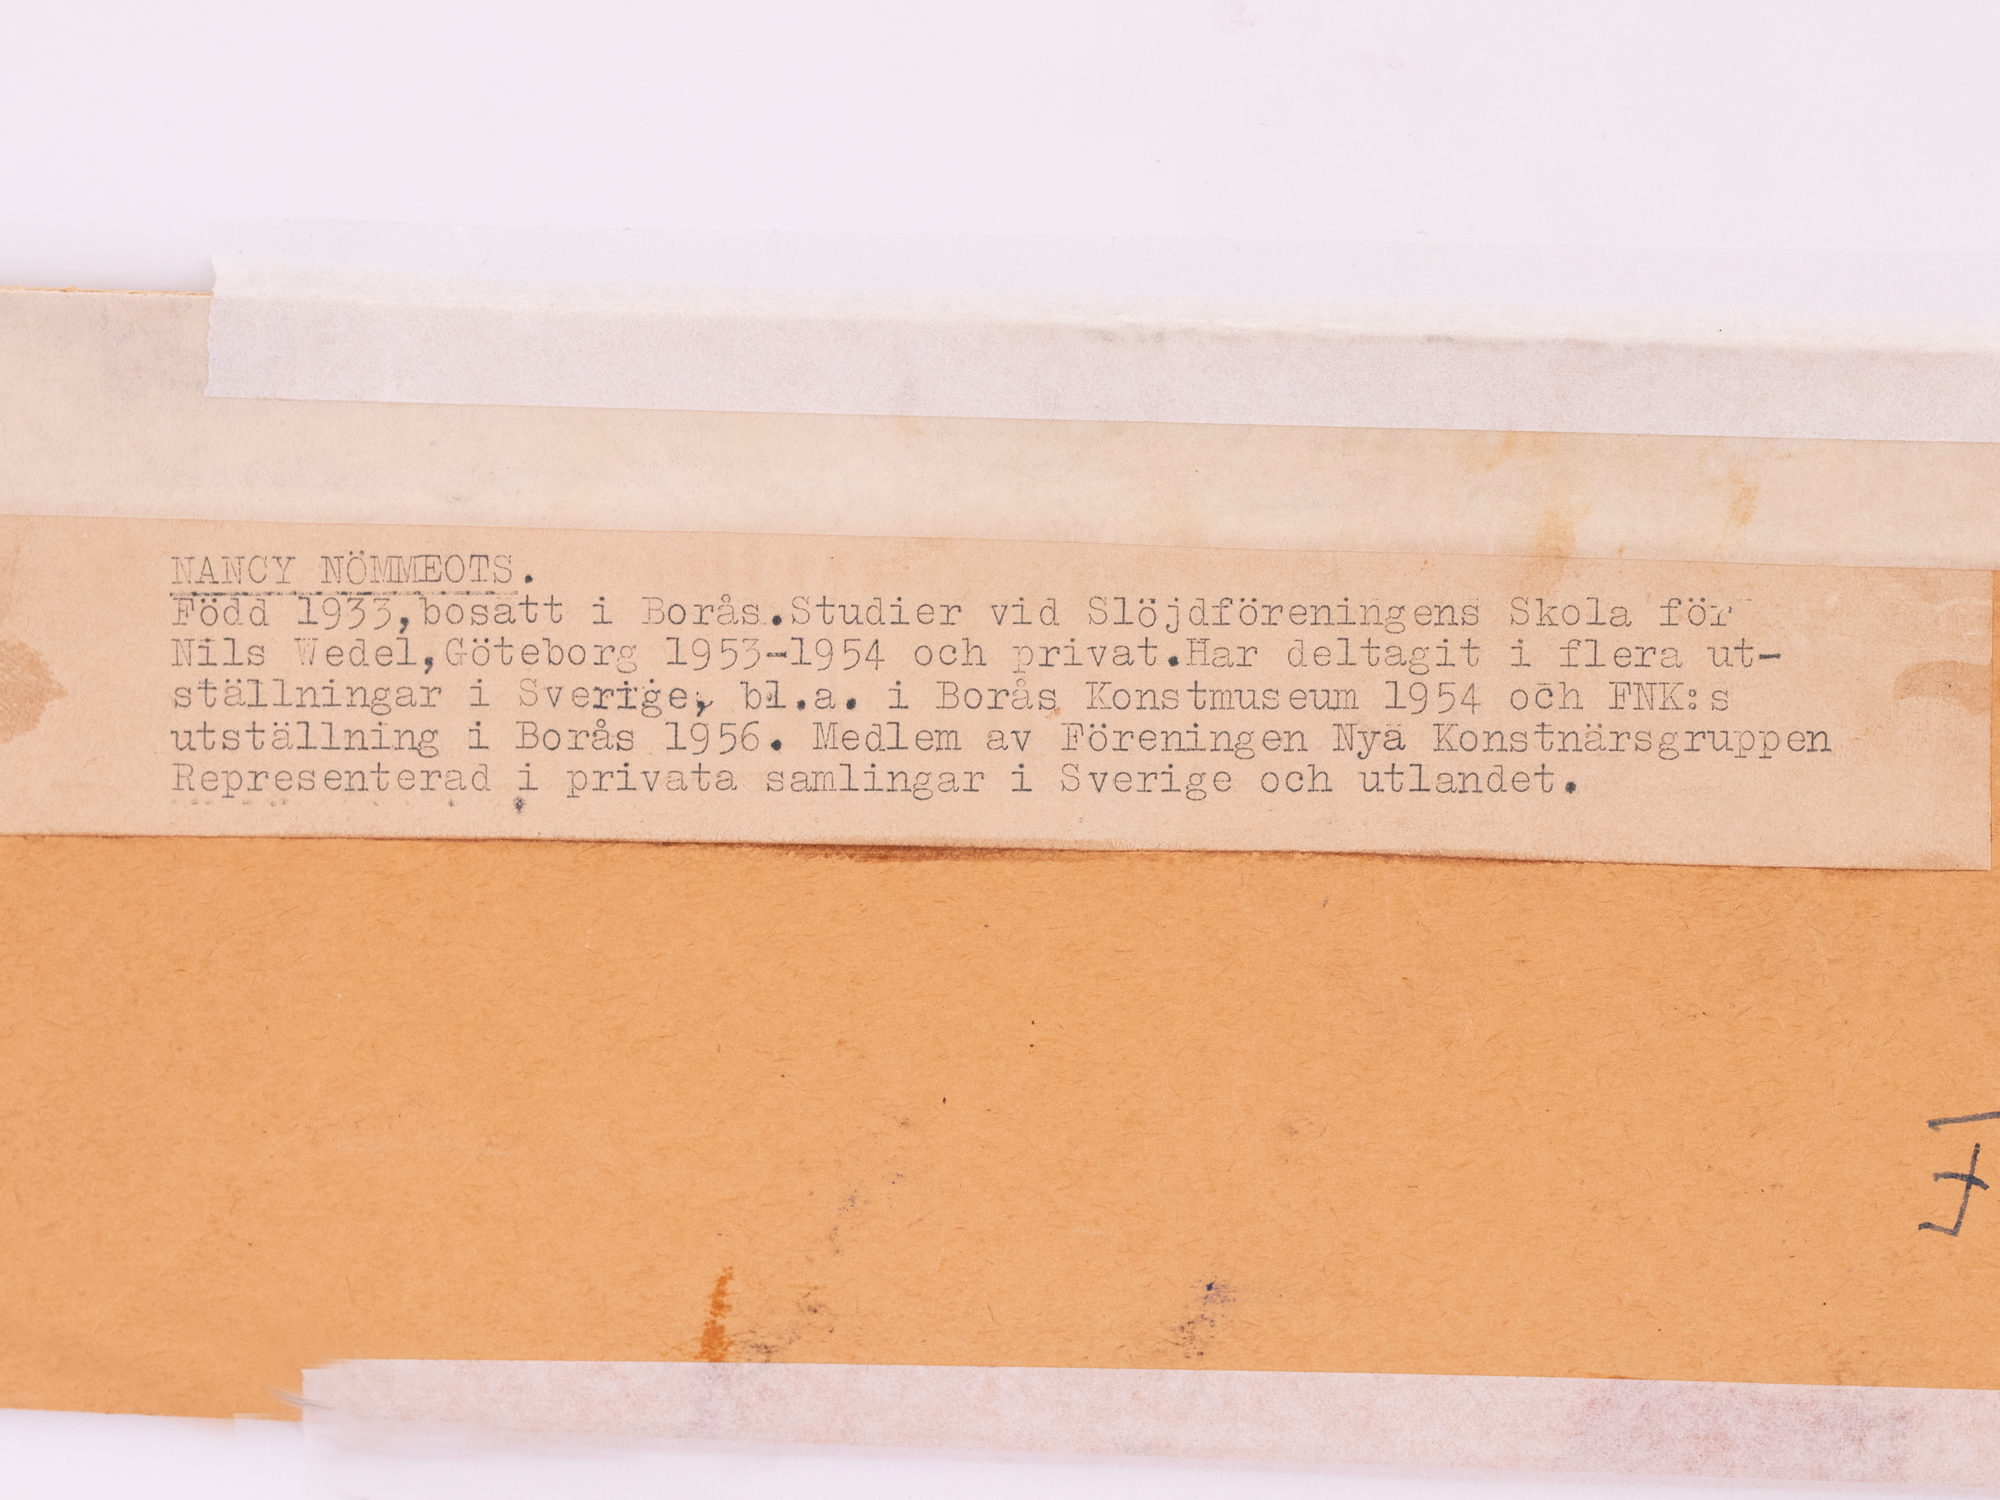 NANCY NÖMMEOTS.
Född 1933,bosatt i Borås.Studier vid Slöjdföreningens Skola för
Nils Wedel,Göteborg 1953-1954 och privat.Har deltagit i flera ut-
ställningar i Sverige, bl.a. i Borås Konstmuseum 1954 och FNK:s
utställning i Borås 1956. Medlem av Föreningen Nya Konstnärsgruppen
Representerad i privata samlingar i Sverige och utlandet.